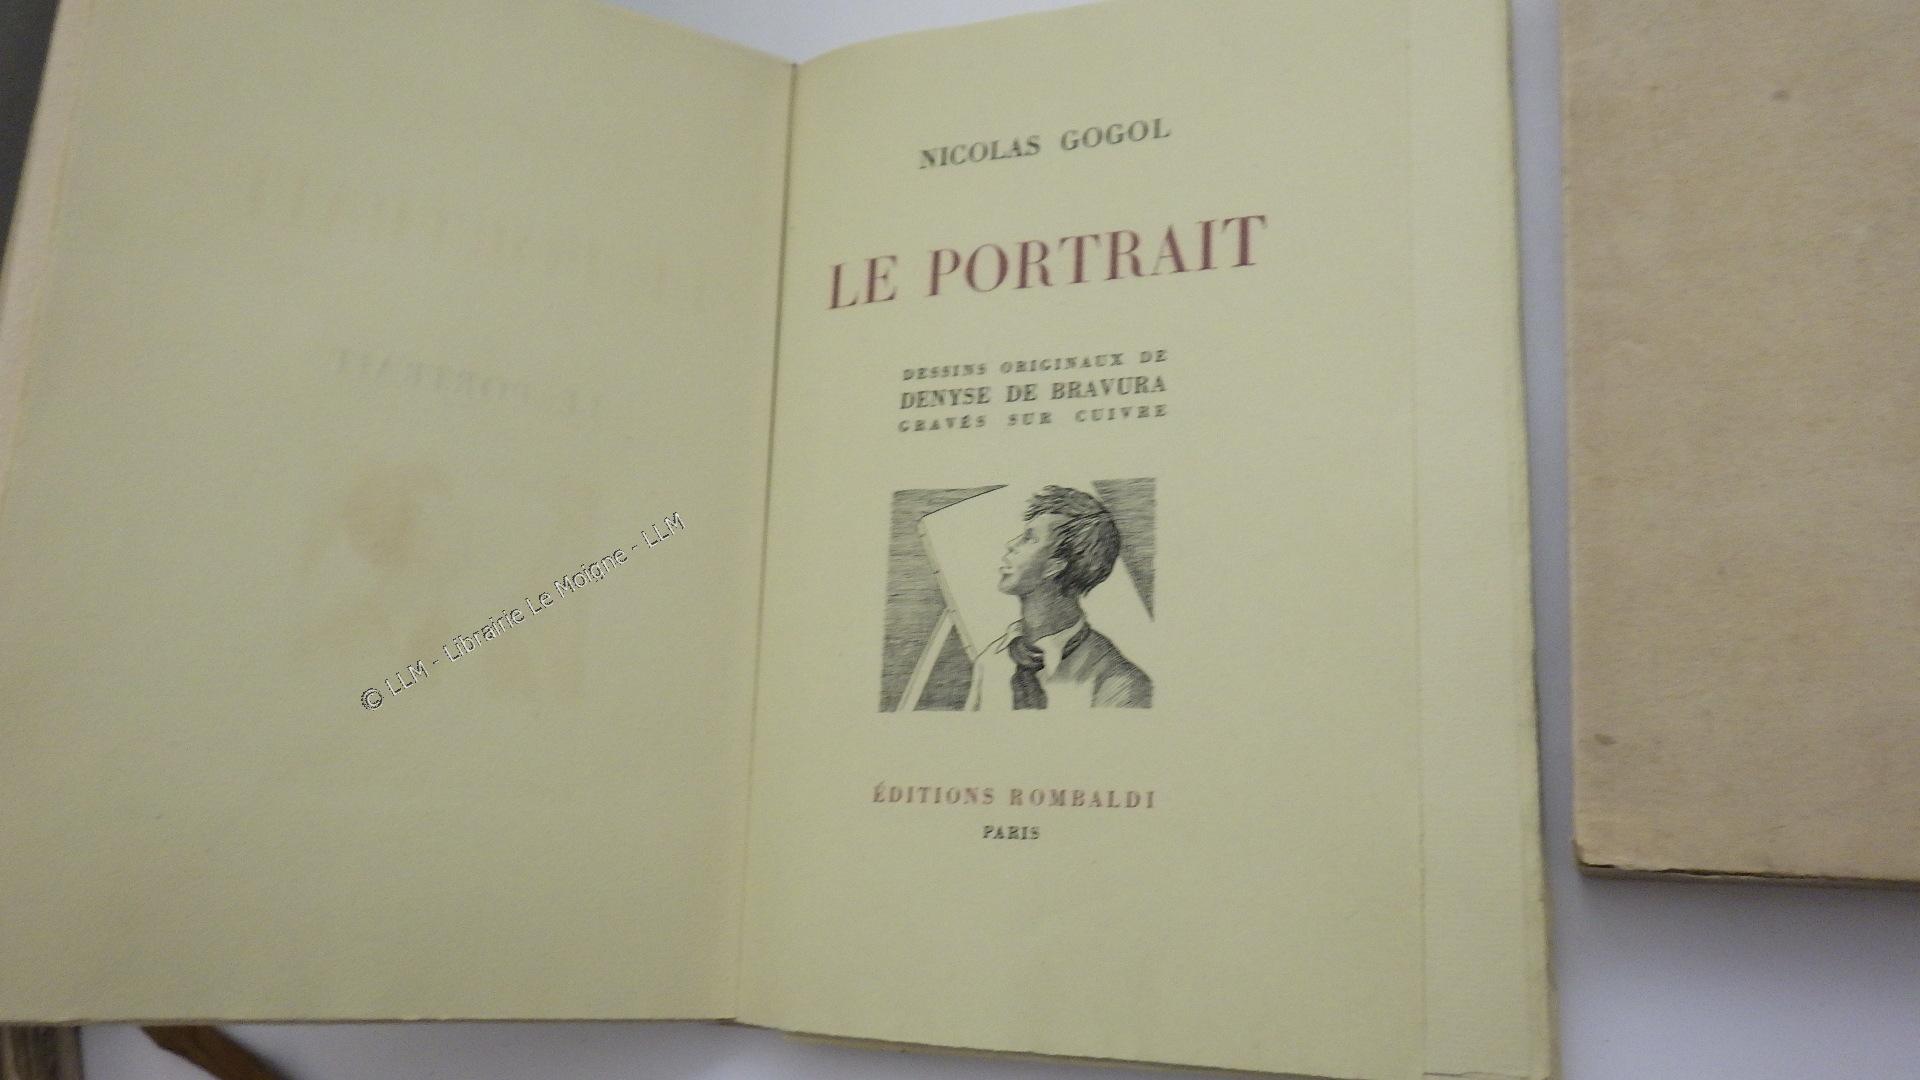 NICOLAS GOGOL
LE PORTRAIT
DESSINS ORIGINAUX DE
DENYSE DE BRAVURA
GRAVÉS SUR CUIVRE
ÉDITIONS ROMBALDI
PARIS
© LLM - Librairie Le Moigne - LLM